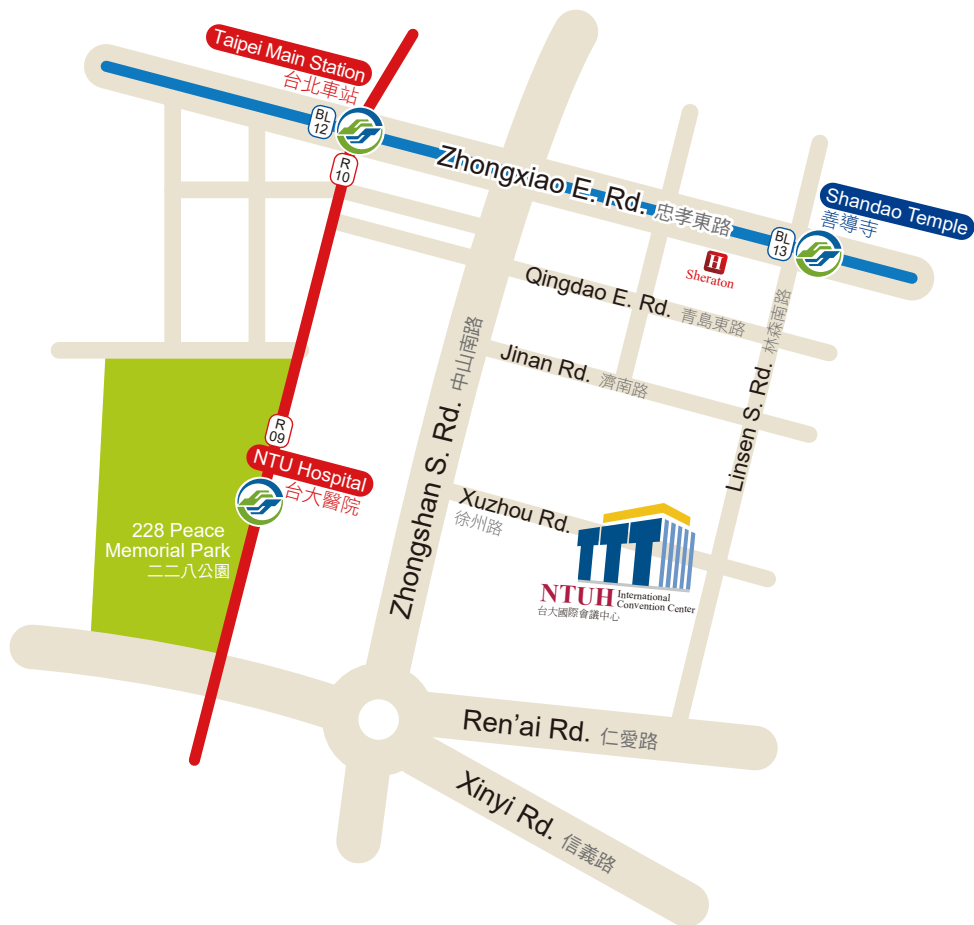 Taipei Main Station
台北車站
BL
12
R
10
Zhongxiao E. Rd. 忠孝東路
Shandao Temple
善導寺
BL
13
H
Sheraton
Qingdao E. Rd. 青島東路
Jinan Rd. 濟南路
Zhongshan S. Rd. 中山南路
Linsen S. Rd. 林森南路
R
09
NTU Hospital
台大醫院
228 Peace
Memorial Park
二二八公園
Xuzhou Rd.
徐州路
NTUH International
Convention Center
台大國際會議中心
Ren’ai Rd. 仁愛路
Xinyi Rd. 信義路